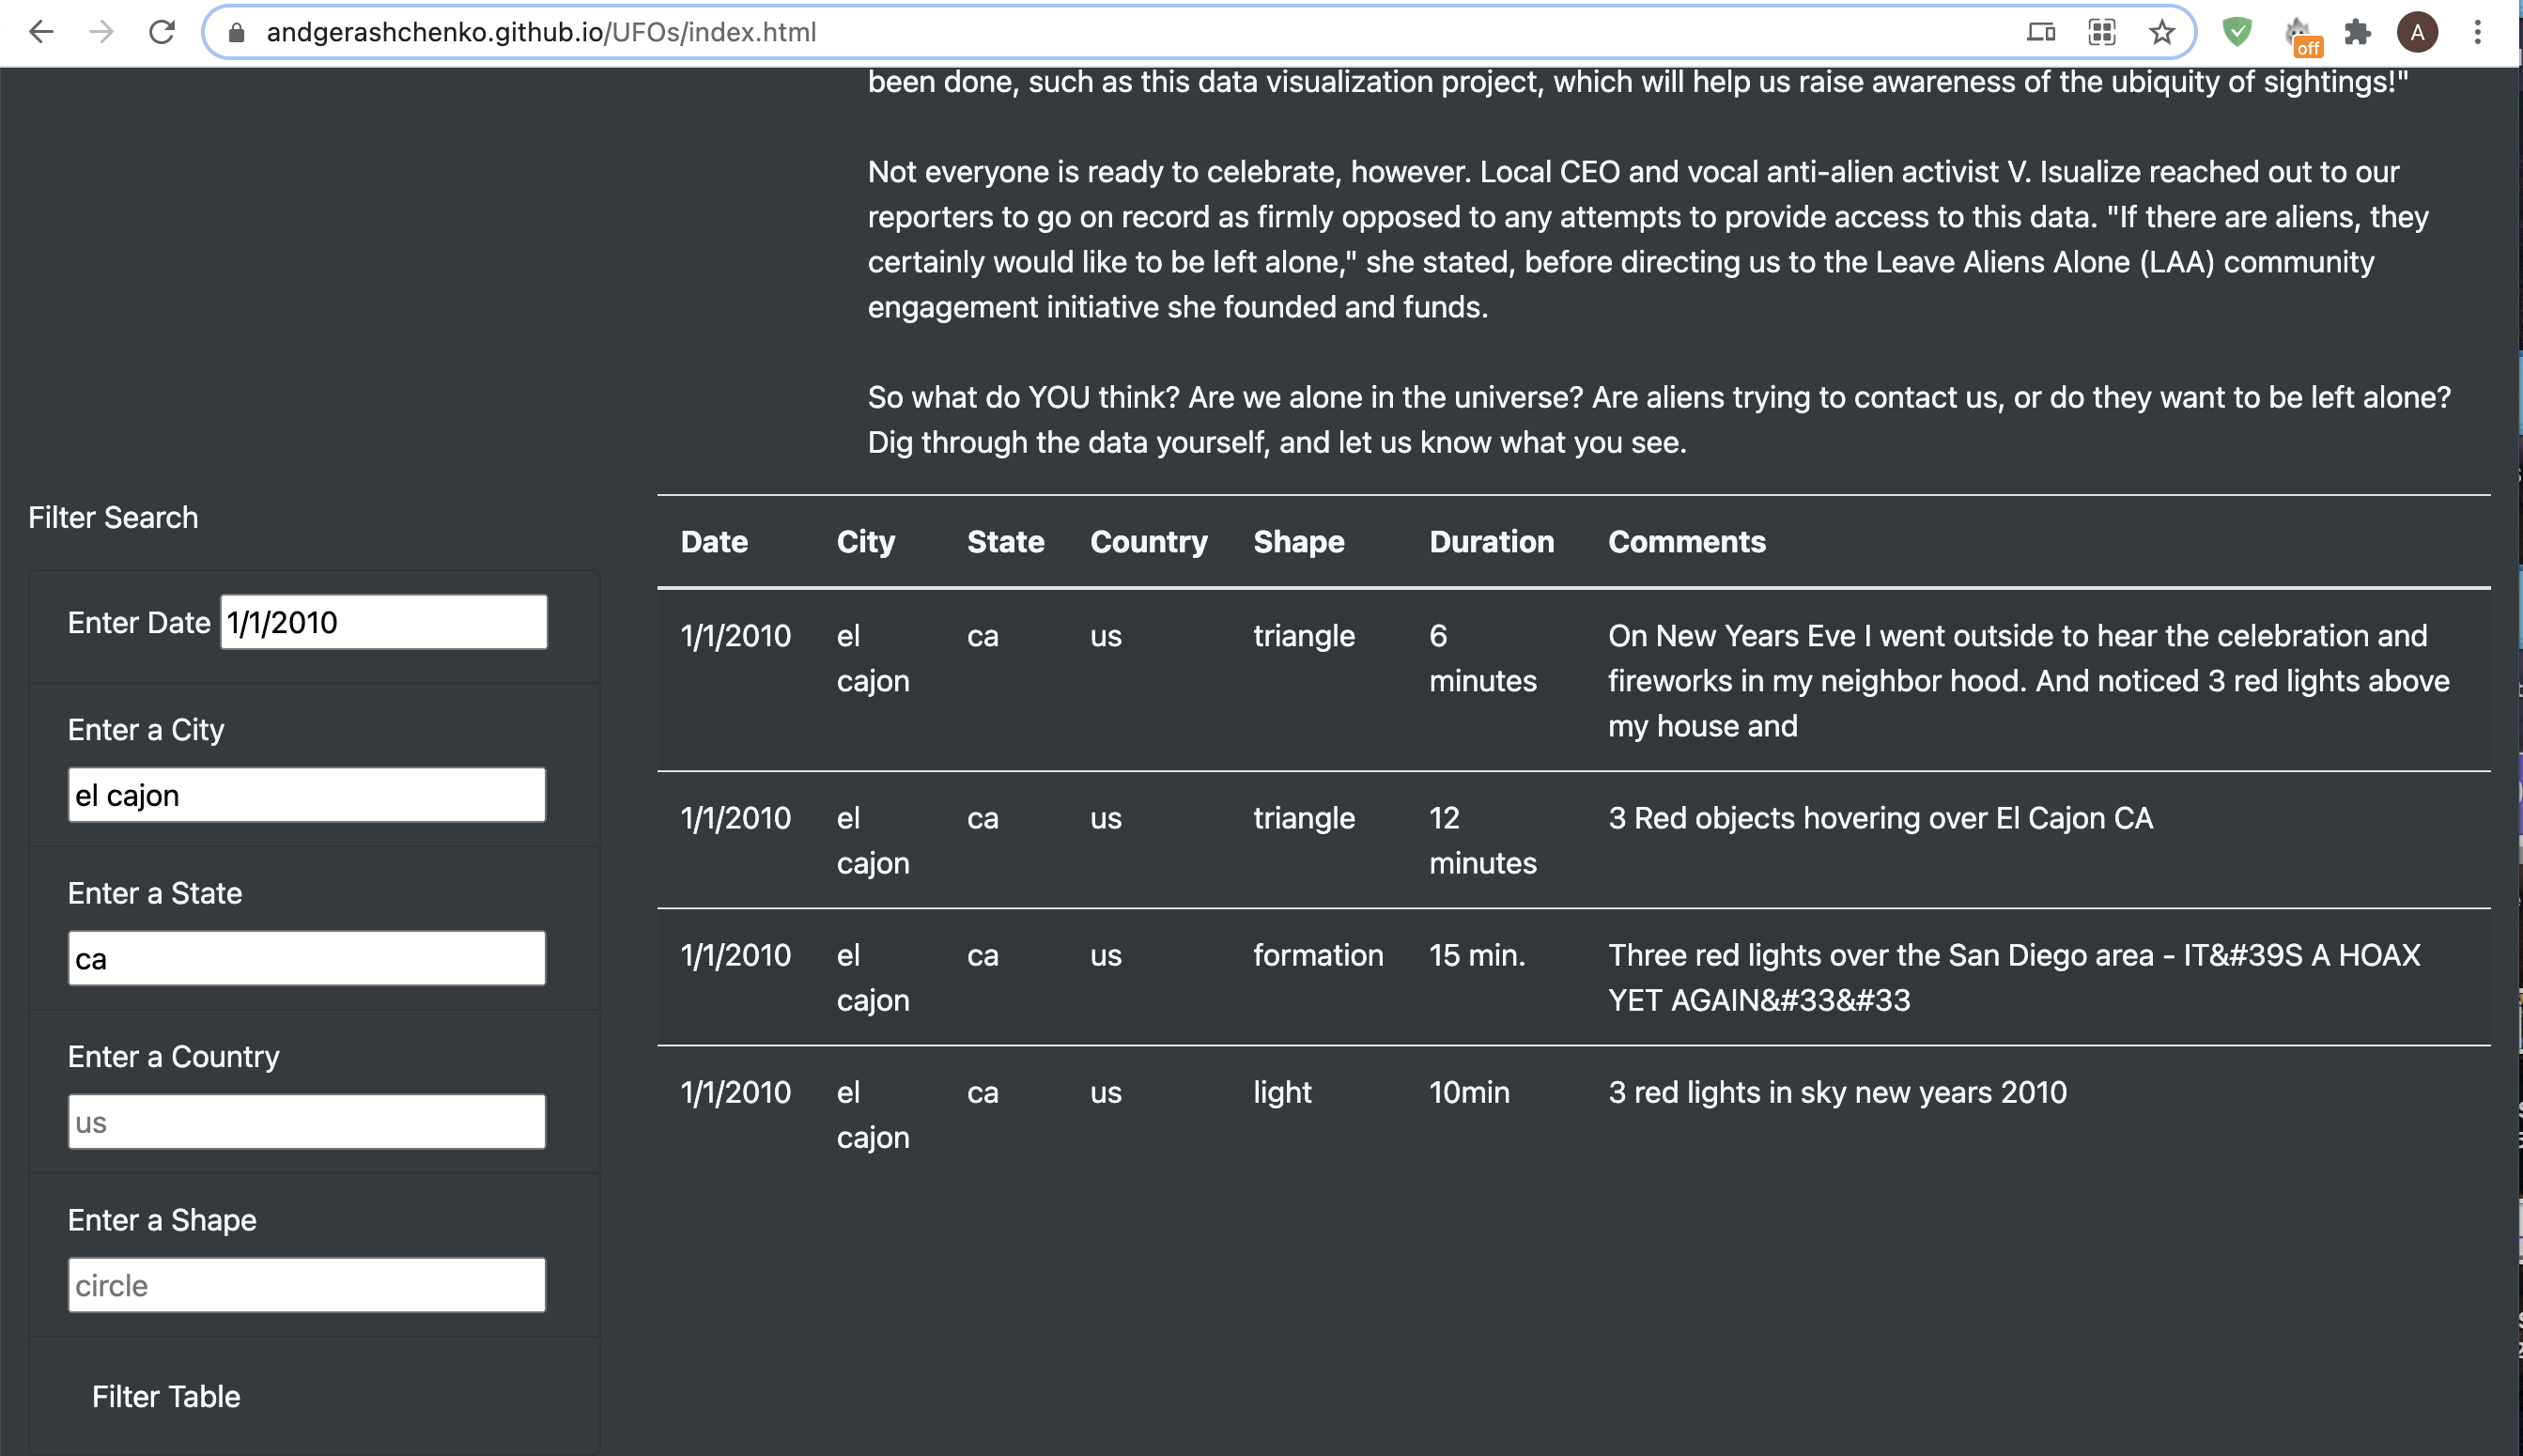 andgerashchenko.github.io/UFOs/index.html
off
A
been done, such as this data visualization project, which will help us raise awareness of the ubiquity of sightings!"
Not everyone is ready to celebrate, however. Local CEO and vocal anti-alien activist V. Isualize reached out to our
reporters to go on record as firmly opposed to any attempts to provide access to this data. "If there are aliens, they
certainly would like to be left alone," she stated, before directing us to the Leave Aliens Alone (LAA) community
engagement initiative she founded and funds.
So what do YOU think? Are we alone in the universe? Are aliens trying to contact us, or do they want to be left alone?
Dig through the data yourself, and let us know what you see.
Filter Search
Enter Date 1/1/2010
Enter a City
el cajon
Enter a State
ca
Enter a Country
us
Enter a Shape
circle
Filter Table
Date City State Country Shape Duration Comments
1/1/2010 el ca us triangle 6 On New Years Eve I went outside to hear the celebration and
cajon minutes fireworks in my neighbor hood. And noticed 3 red lights above
my house and
1/1/2010 el ca us triangle 12 3 Red objects hovering over El Cajon CA
cajon minutes
1/1/2010 el ca us formation 15 min. Three red lights over the San Diego area - IT&#39S A HOAX
cajon YET AGAIN&#33&#33
1/1/2010 el ca us light 10min 3 red lights in sky new years 2010
cajon